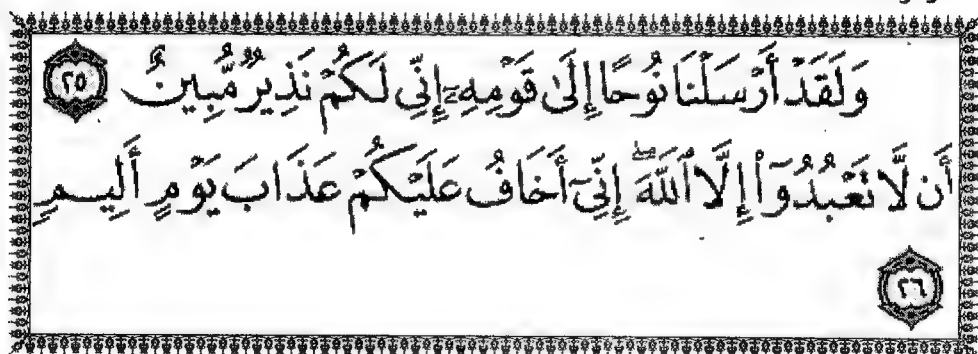 وَلَقَدْ أَرْسَلْنَا نُوحًا إِلَىٰ قَوْمِهِۦٓ إِنِّي لَكُمْ نَذِيرٌ مُّبِينٌ ٢٥
أَن لَّا تَعْبُدُوٓا۟ إِلَّا ٱللَّهَ ۖ إِنِّيٓ أَخَافُ عَلَيْكُمْ عَذَابَ يَوْمٍ أَلِيمٍ
٢٦